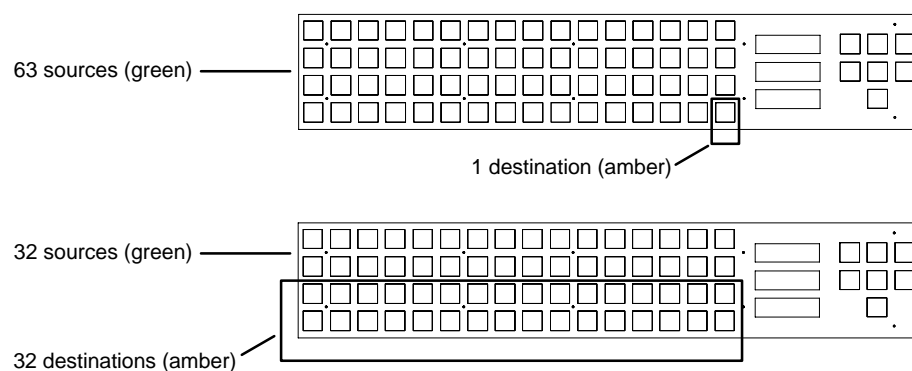 63 sources (green)
1 destination (amber)
32 sources (green)
32 destinations (amber)